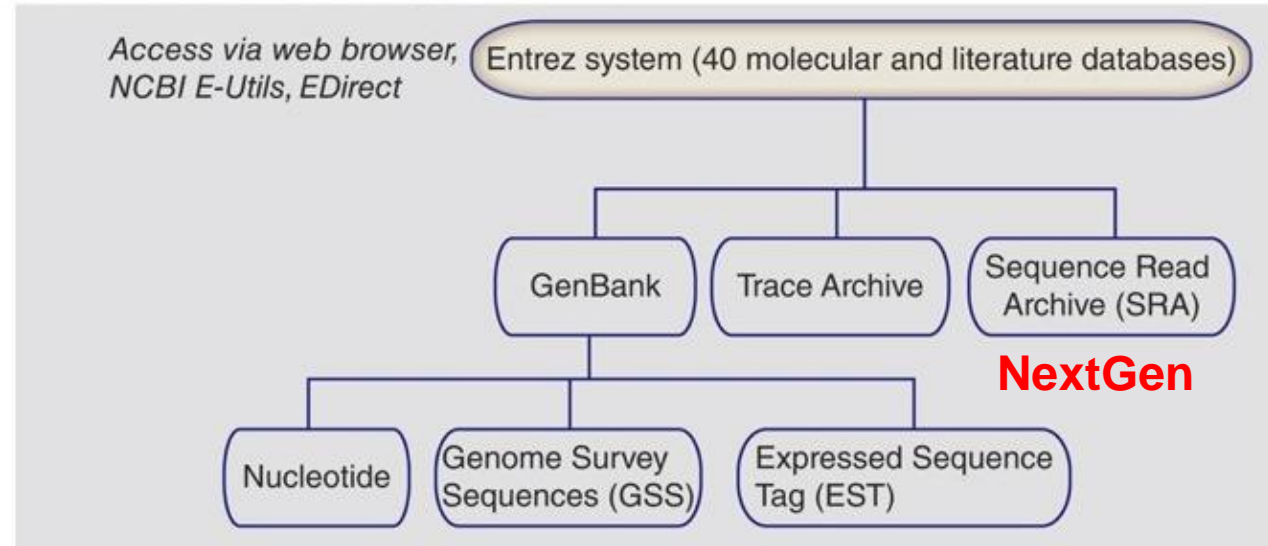 Access via web browser,
NCBI E-Utils, EDirect
Entrez system (40 molecular and literature databases)
GenBank
Trace Archive
Sequence Read
Archive (SRA)
NextGen
Nucleotide
Genome Survey
Sequences (GSS)
Expressed Sequence
Tag (EST)